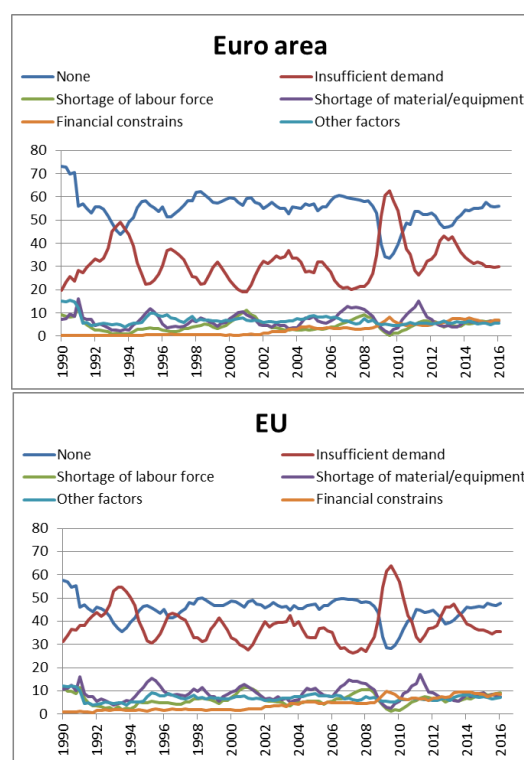 Euro area
None
Insufficient demand
Shortage of labour force
Shortage of material/equipment
Financial constrains
Other factors
80
70
60
50
40
30
20
10
0
1990 1992 1994 1996 1998 2000 2002 2004 2006 2008 2010 2012 2014 2016
EU
None
Insufficient demand
Shortage of labour force
Shortage of material/equipment
Other factors
Financial constrains
80
70
60
50
40
30
20
10
0
1990 1992 1994 1996 1998 2000 2002 2004 2006 2008 2010 2012 2014 2016